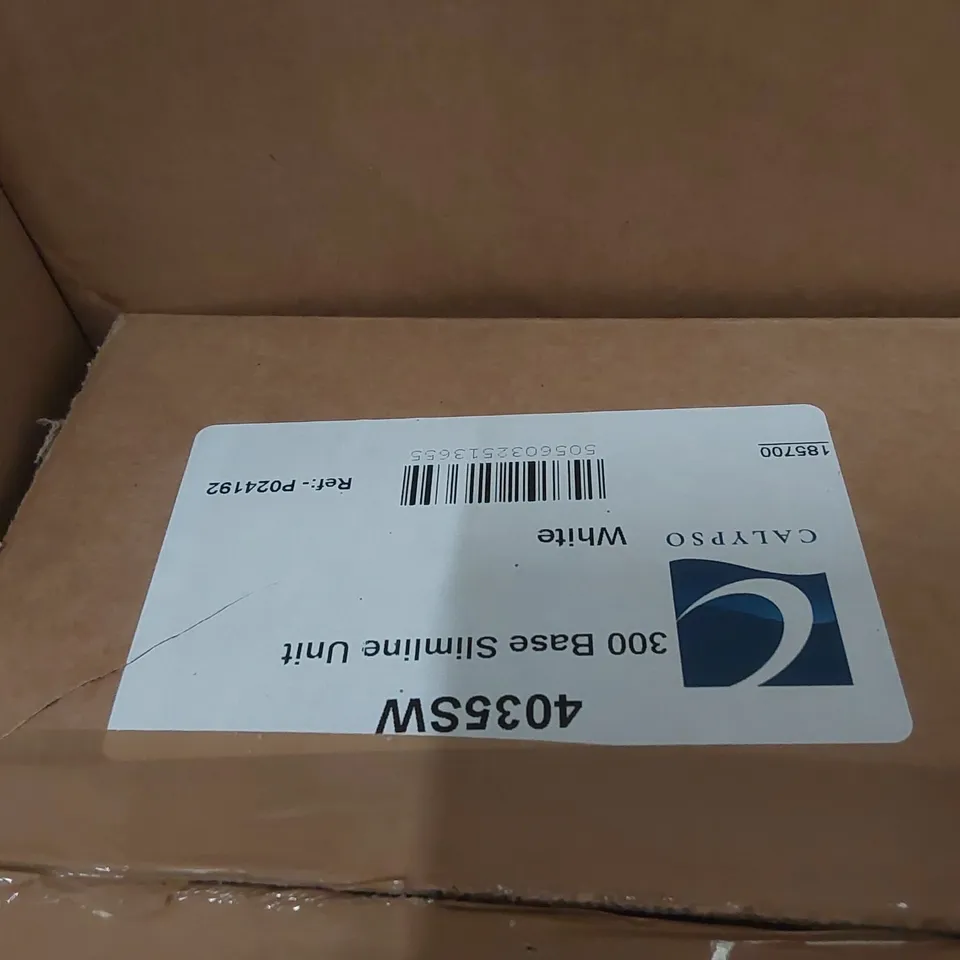 4035SW
300 Base Slimline Unit
CALYPSO
White
5056032513655
Ref:- P024192
185700